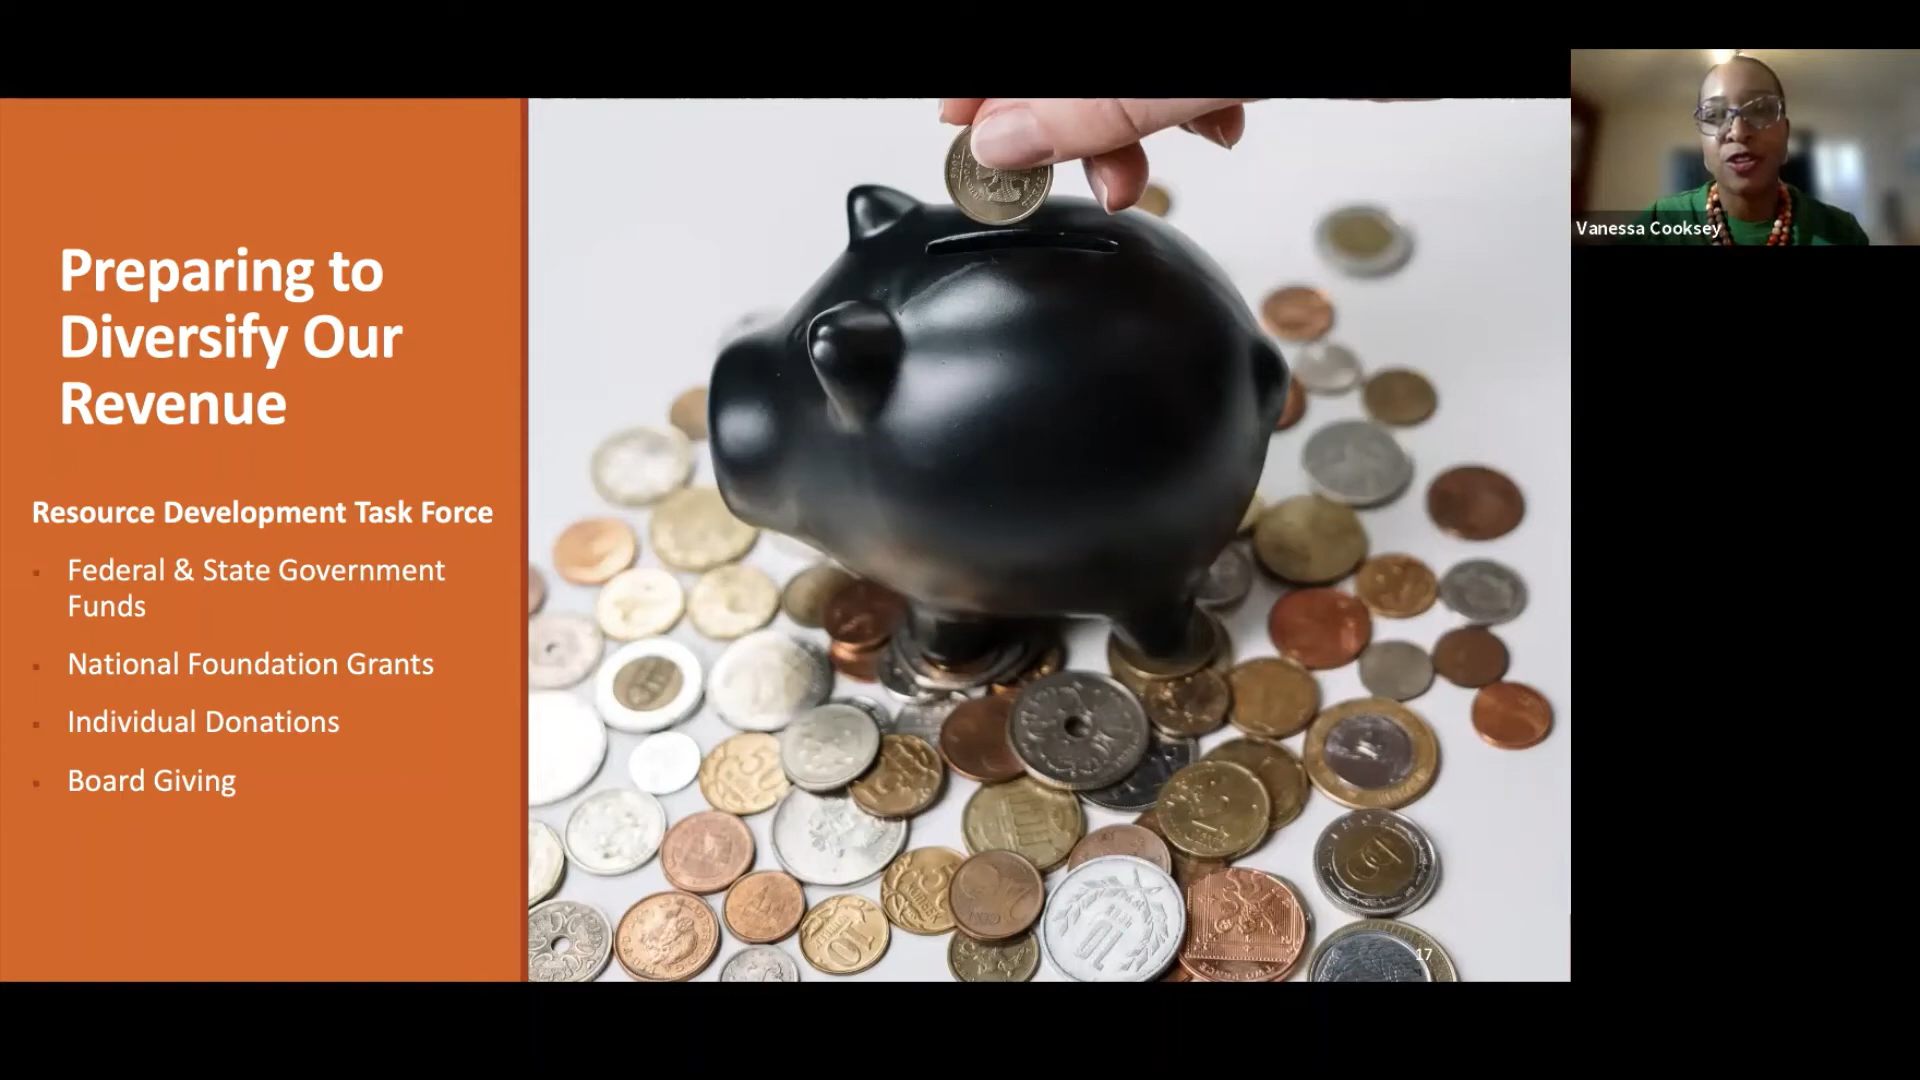 Preparing to
Diversify Our
Revenue
Resource Development Task Force
Federal & State Government
Funds
National Foundation Grants
Individual Donations
Board Giving
Vanessa Cooksey
17